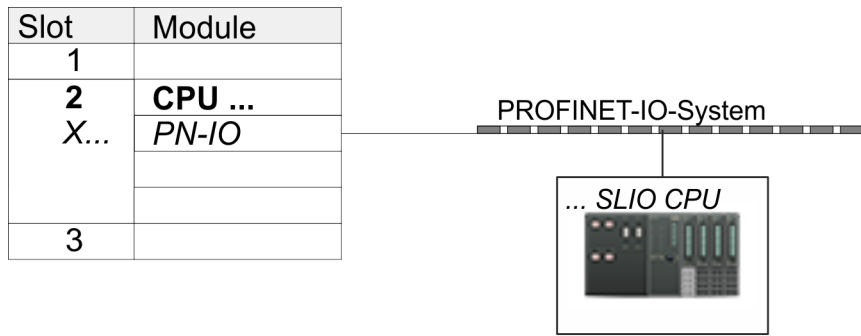 Slot Module
1
2 CPU ...
X... PN-IO
3
PROFINET-IO-System
... SLIO CPU